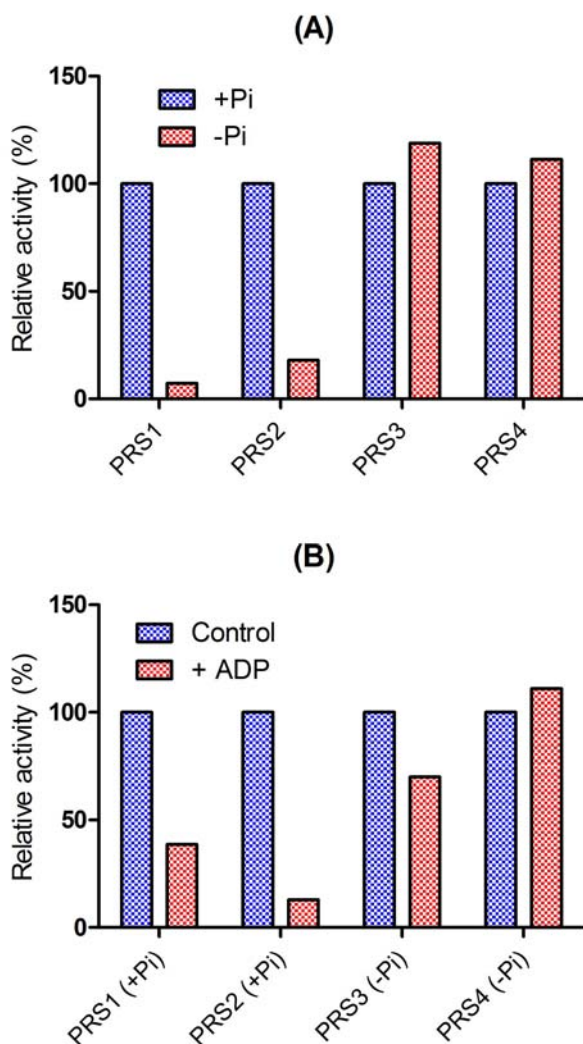 (A)
Relative activity (%)
150
100
50
0
+Pi
-Pi
PRS1
PRS2
PRS3
PRS4
(B)
Relative activity (%)
150
100
50
0
Control
+ ADP
PRS1 (+Pi)
PRS2 (+Pi)
PRS3 (-Pi)
PRS4 (-Pi)